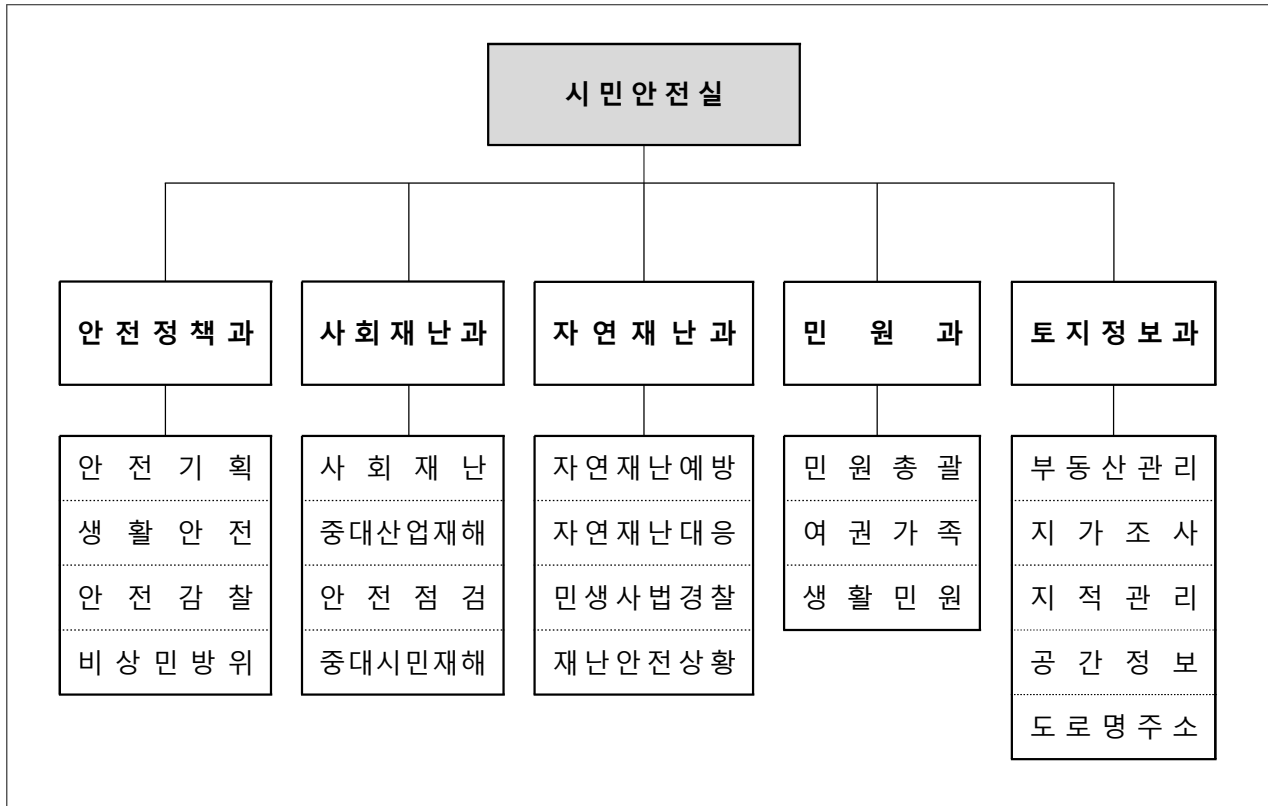 시민안전실
안전정책과
사회재난과
자연재난과
민원과
토지정보과
안전기획
생활안전
안전감찰
비상민방위
사회재난
중대산업재해
안전점검
중대시민재해
자연재난예방
자연재난대응
민생사법경찰
재난안전상황
민원총괄
여권가족
생활민원
부동산관리
지가조사
지적관리
공간정보
도로명주소